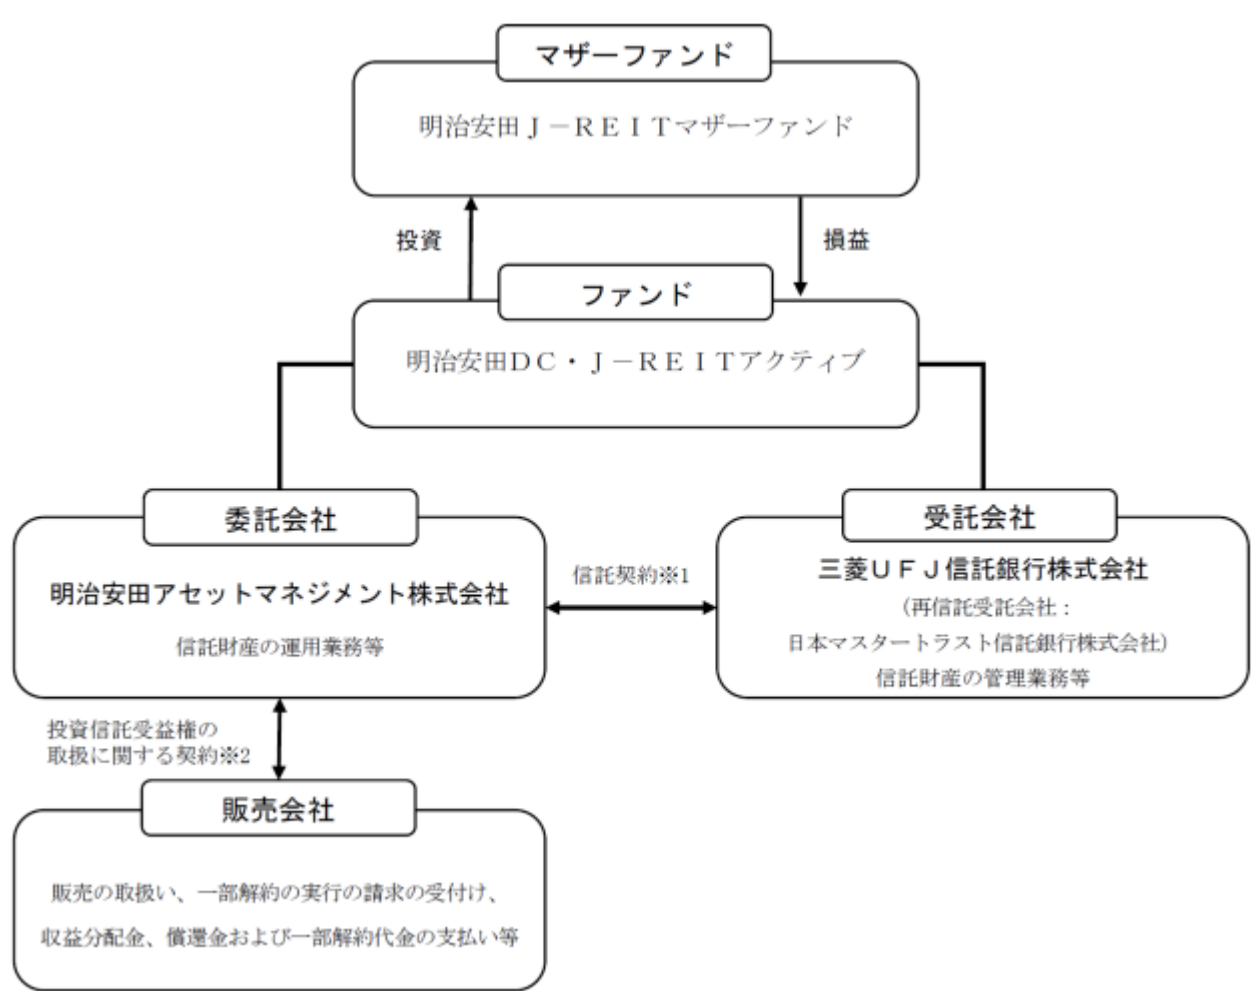 マザーファンド
明治安田Ｊ－ＲＥＩＴマザーファンド
投資
損益
ファンド
明治安田DC・Ｊ－ＲＥＩＴアクティブ
委託会社
明治安田アセットマネジメント株式会社
信託財産の運用業務等
信託契約※1
受託会社
三菱ＵＦＪ信託銀行株式会社
（再信託受託会社：
日本マスタートラスト信託銀行株式会社）
信託財産の管理業務等
投資信託受益権の
取扱に関する契約※2
販売会社
販売の取扱い、一部解約の実行の請求の受付け、
収益分配金、償還金および一部解約代金の支払い等